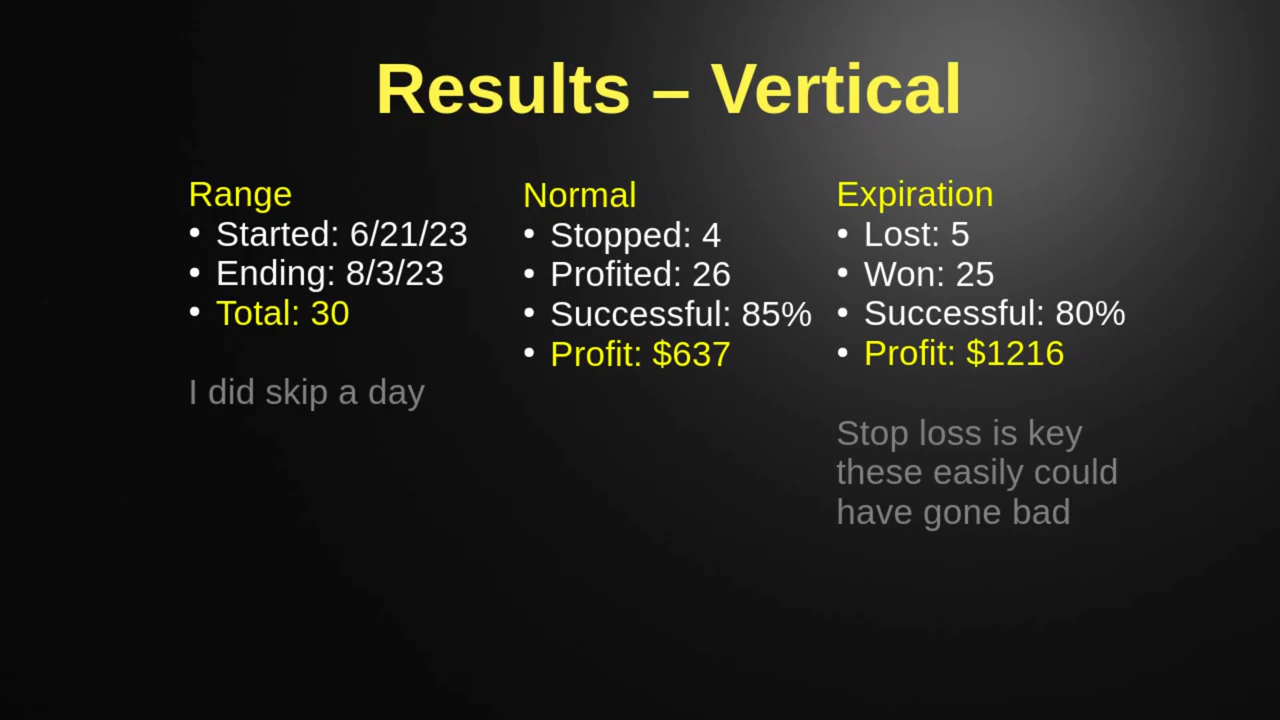 Results – Vertical
Range
• Started: 6/21/23
• Ending: 8/3/23
• Total: 30
I did skip a day
Normal
• Stopped: 4
• Profited: 26
• Successful: 85%
• Profit: $637
Expiration
• Lost: 5
• Won: 25
• Successful: 80%
• Profit: $1216
Stop loss is key
these easily could
have gone bad